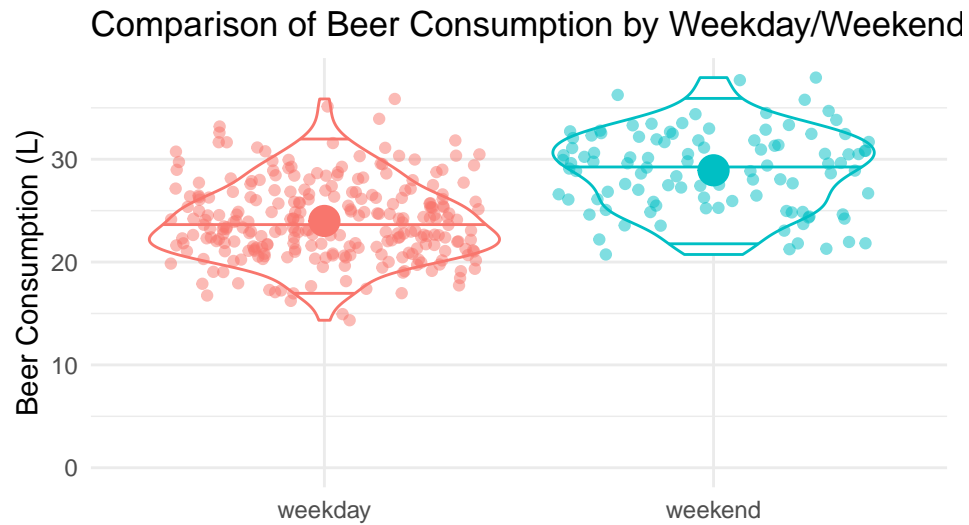 Comparison of Beer Consumption by Weekday/Weekend
Beer Consumption (L)
30
20
10
0
weekday
weekend